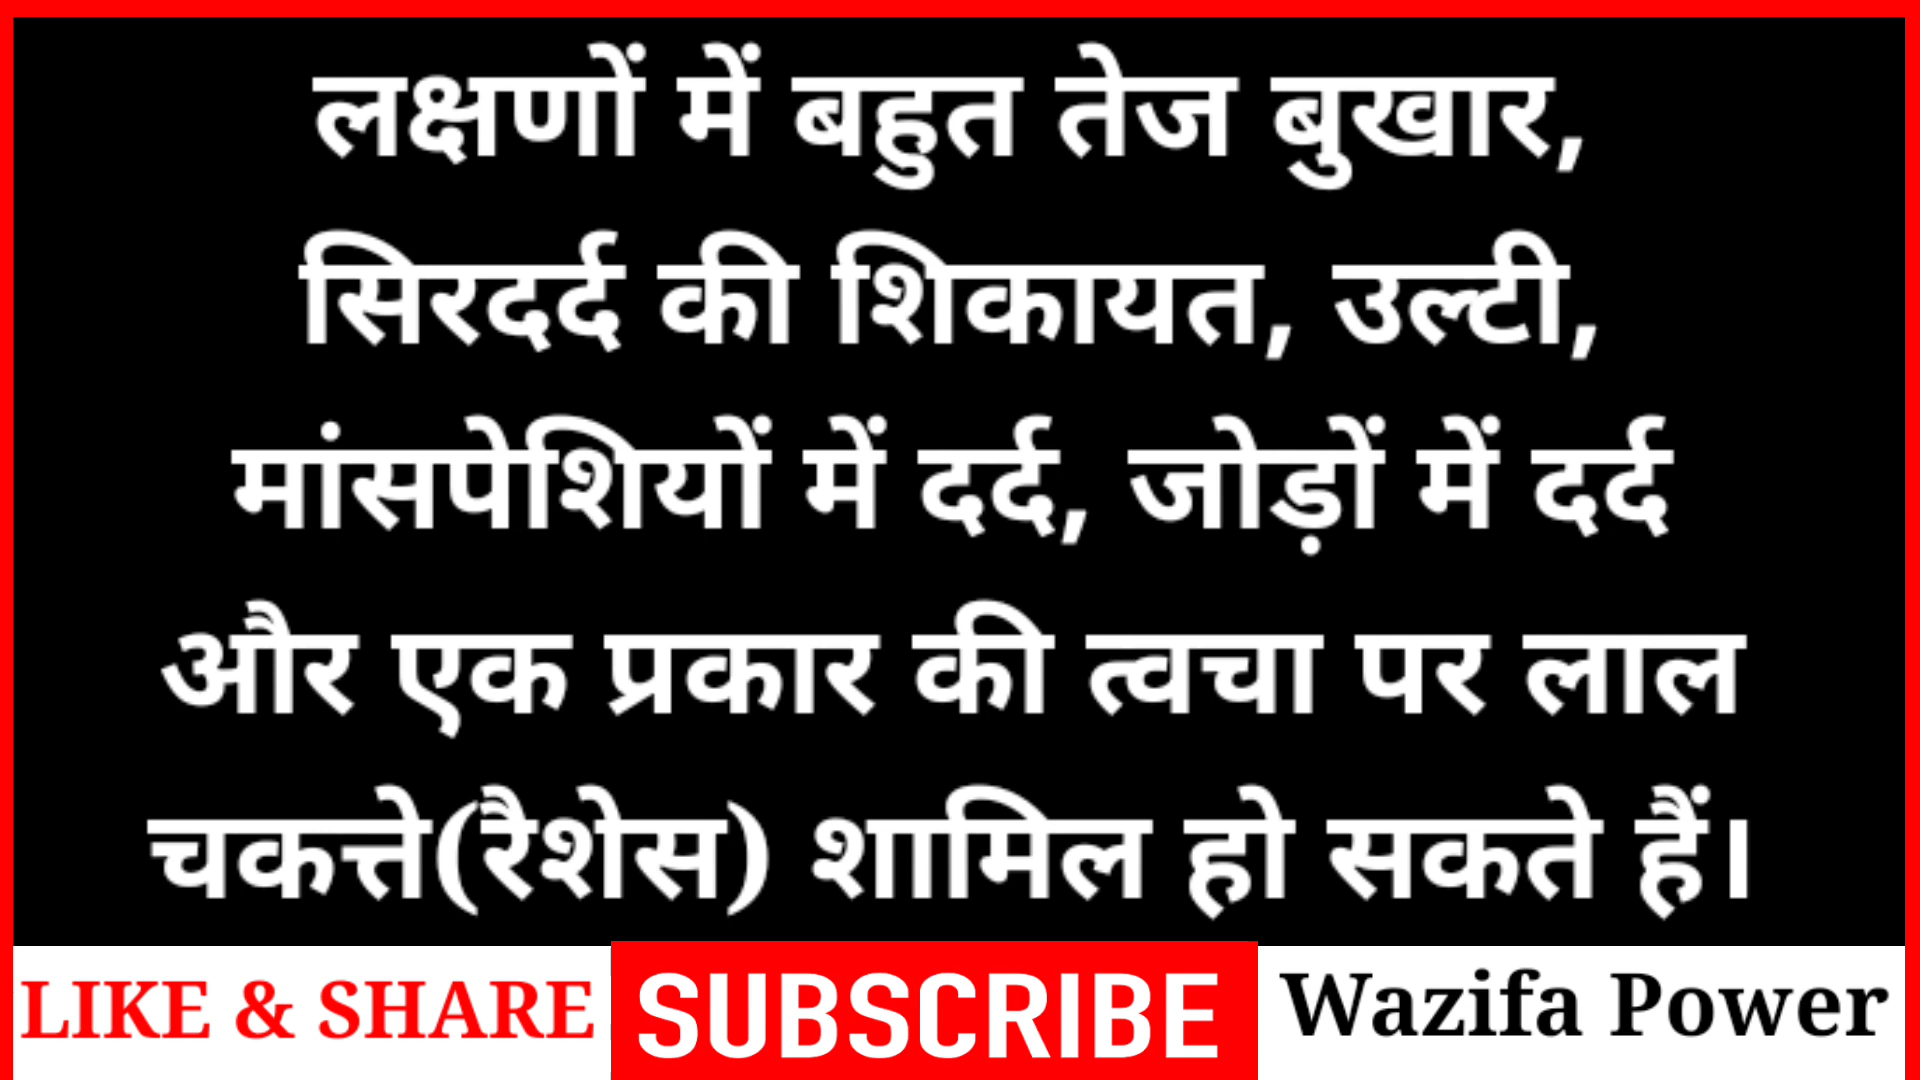 लक्षणों में बहुत तेज बुखार,
सिरदर्द की शिकायत, उल्टी,
मांसपेशियों में दर्द, जोड़ों में दर्द
और एक प्रकार की त्वचा पर लाल
चकत्ते(रैशेस) शामिल हो सकते हैं।
LIKE & SHARE SUBSCRIBE Wazifa Power